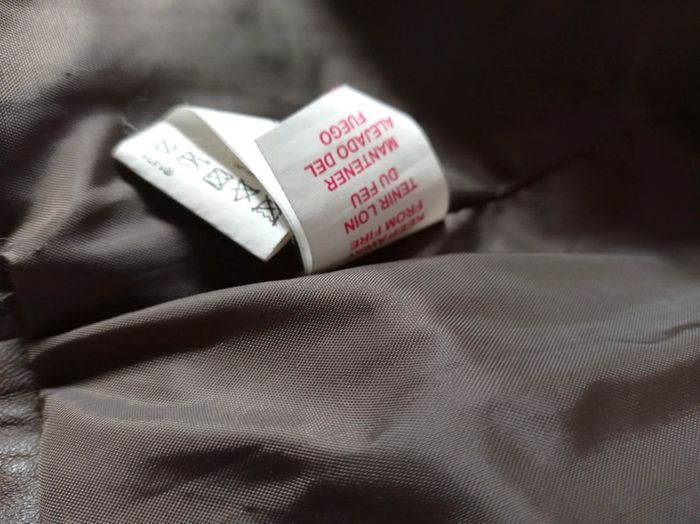 KEEP AWAY
FROM FIRE
TENIR LOIN
DU FEU
MANTENER
ALEJADO DEL
FUEGO